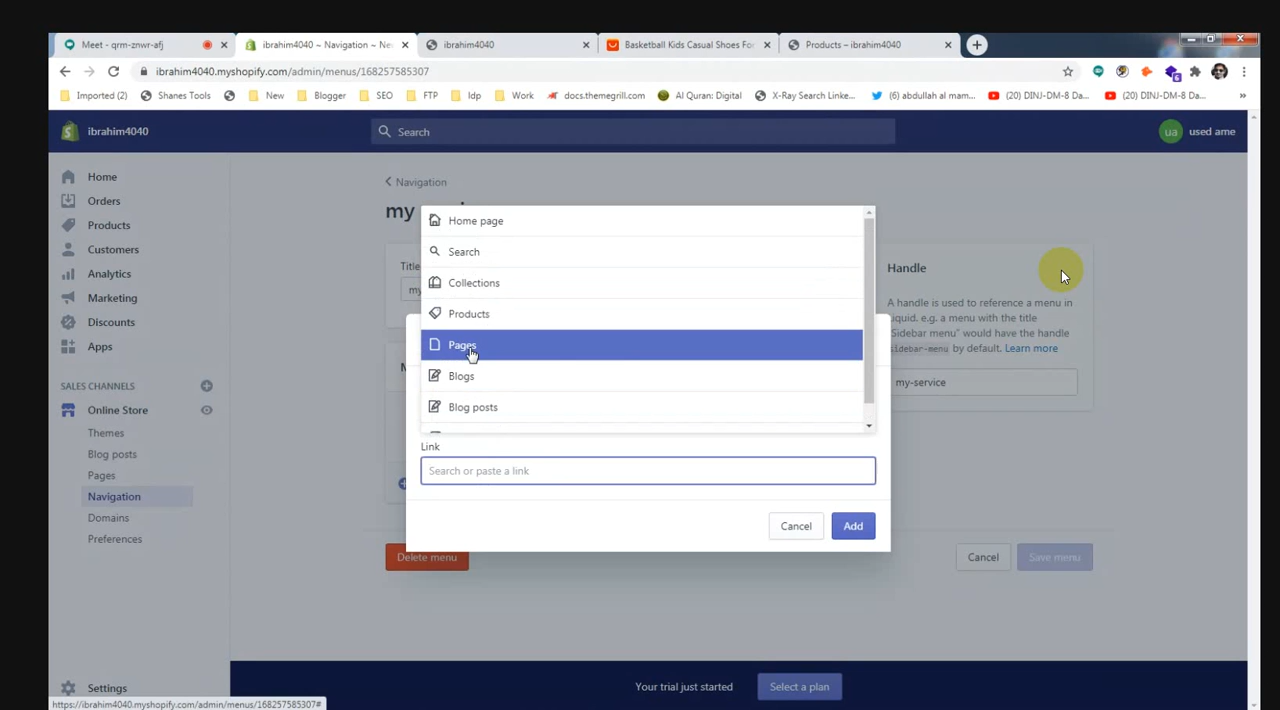 Meet - qrm-znwr-afj
ibrahim4040 ~ Navigation ~ Ne
ibrahim4040
Basketball Kids Casual Shoes For
Products – ibrahim4040
ibrahim4040.myshopify.com/admin/menus/168257585307
Imported (2)
Shanes Tools
New
Blogger
SEO
FTP
Idp
Work
docs.themegrill.com
Al Quran: Digital
X-Ray Search Linke...
(6) abdullah al mam...
(20) DINJ-DM-8 Da...
(20) DINJ-DM-8 Da...
»
ibrahim4040
Search
ua
used ame
Home
Orders
Products
Customers
Analytics
Marketing
Discounts
Apps
SALES CHANNELS
Online Store
Themes
Blog posts
Pages
Navigation
Domains
Preferences
Settings
Navigation
my
Title
my
Home page
Search
Collections
Products
Pages
Blogs
Blog posts
Link
Search or paste a link
Cancel
Add
Handle
A handle is used to reference a menu in
Liquid. e.g. a menu with the title
"Sidebar menu" would have the handle
sidebar-menu by default. Learn more
my-service
Delete menu
Cancel
Save menu
Your trial just started
Select a plan
https://ibrahim4040.myshopify.com/admin/menus/168257585307#